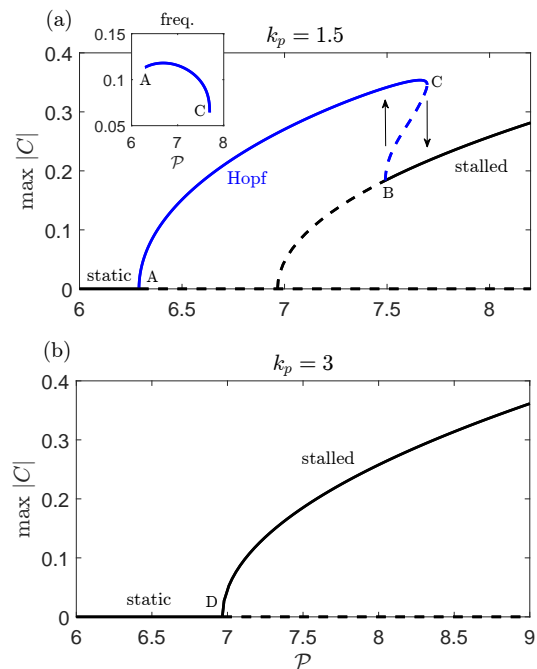 (a)
freq.
k_p = 1.5
0.15
0.1
0.05
A
C
6
7
8
𝒫
0.4
0.3
0.2
0.1
0
max |C|
Hopf
C
B
stalled
static
A
6
6.5
7
7.5
8
(b)
k_p = 3
0.4
0.3
0.2
0.1
0
max |C|
stalled
static
D
6
6.5
7
7.5
8
8.5
9
𝒫